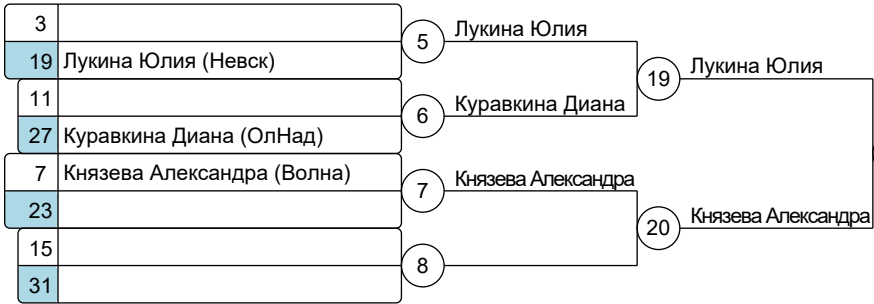 3
19 Лукина Юлия (Невск)
11
27 Куравкина Диана (ОлНад)
7 Князева Александра (Волна)
23
15
31
5 Лукина Юлия
6 Куравкина Диана
7 Князева Александра
8
19 Лукина Юлия
20 Князева Александра